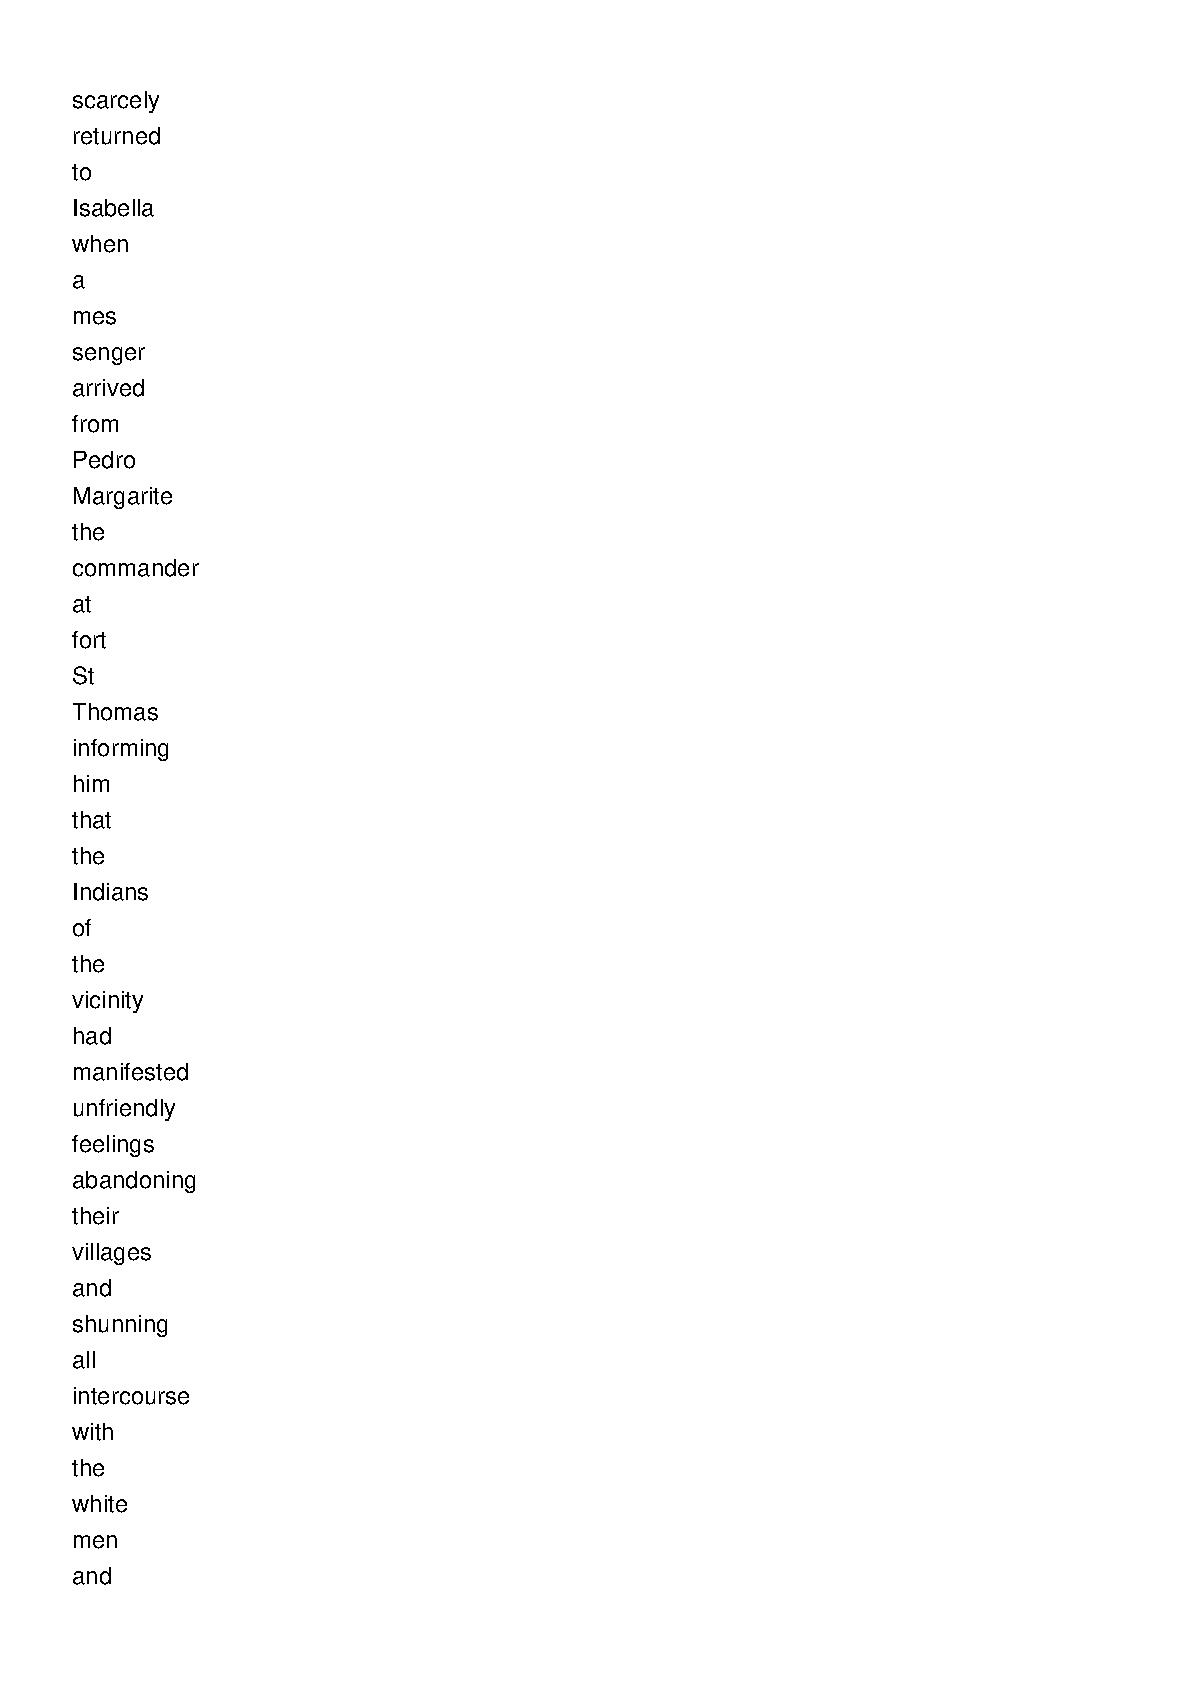 scarcely
returned
to
Isabella
when
a
mes
senger
arrived
from
Pedro
Margarite
the
commander
at
fort
St
Thomas
informing
him
that
the
Indians
of
the
vicinity
had
manifested
unfriendly
feelings
abandoning
their
villages
and
shunning
all
intercourse
with
the
white
men
and